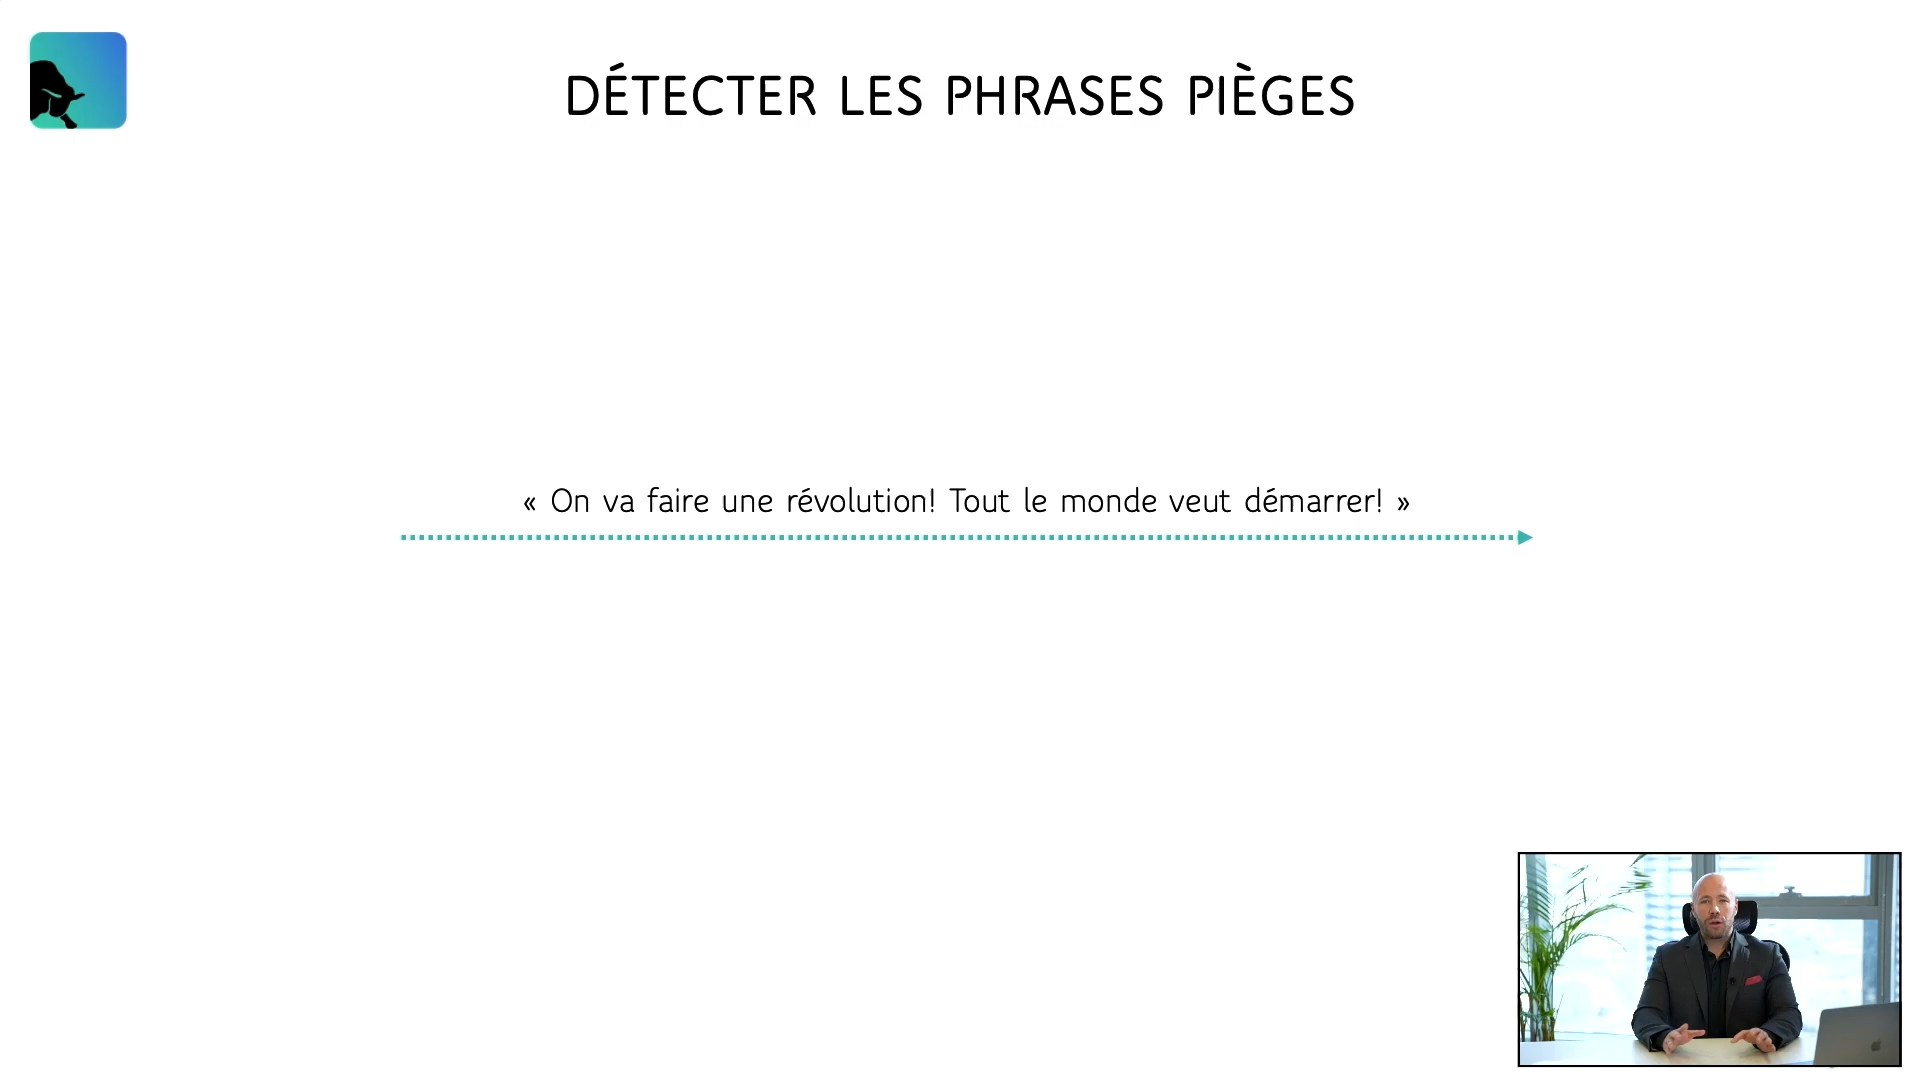 DÉTECTER LES PHRASES PIÈGES
« On va faire une révolution! Tout le monde veut démarrer! »